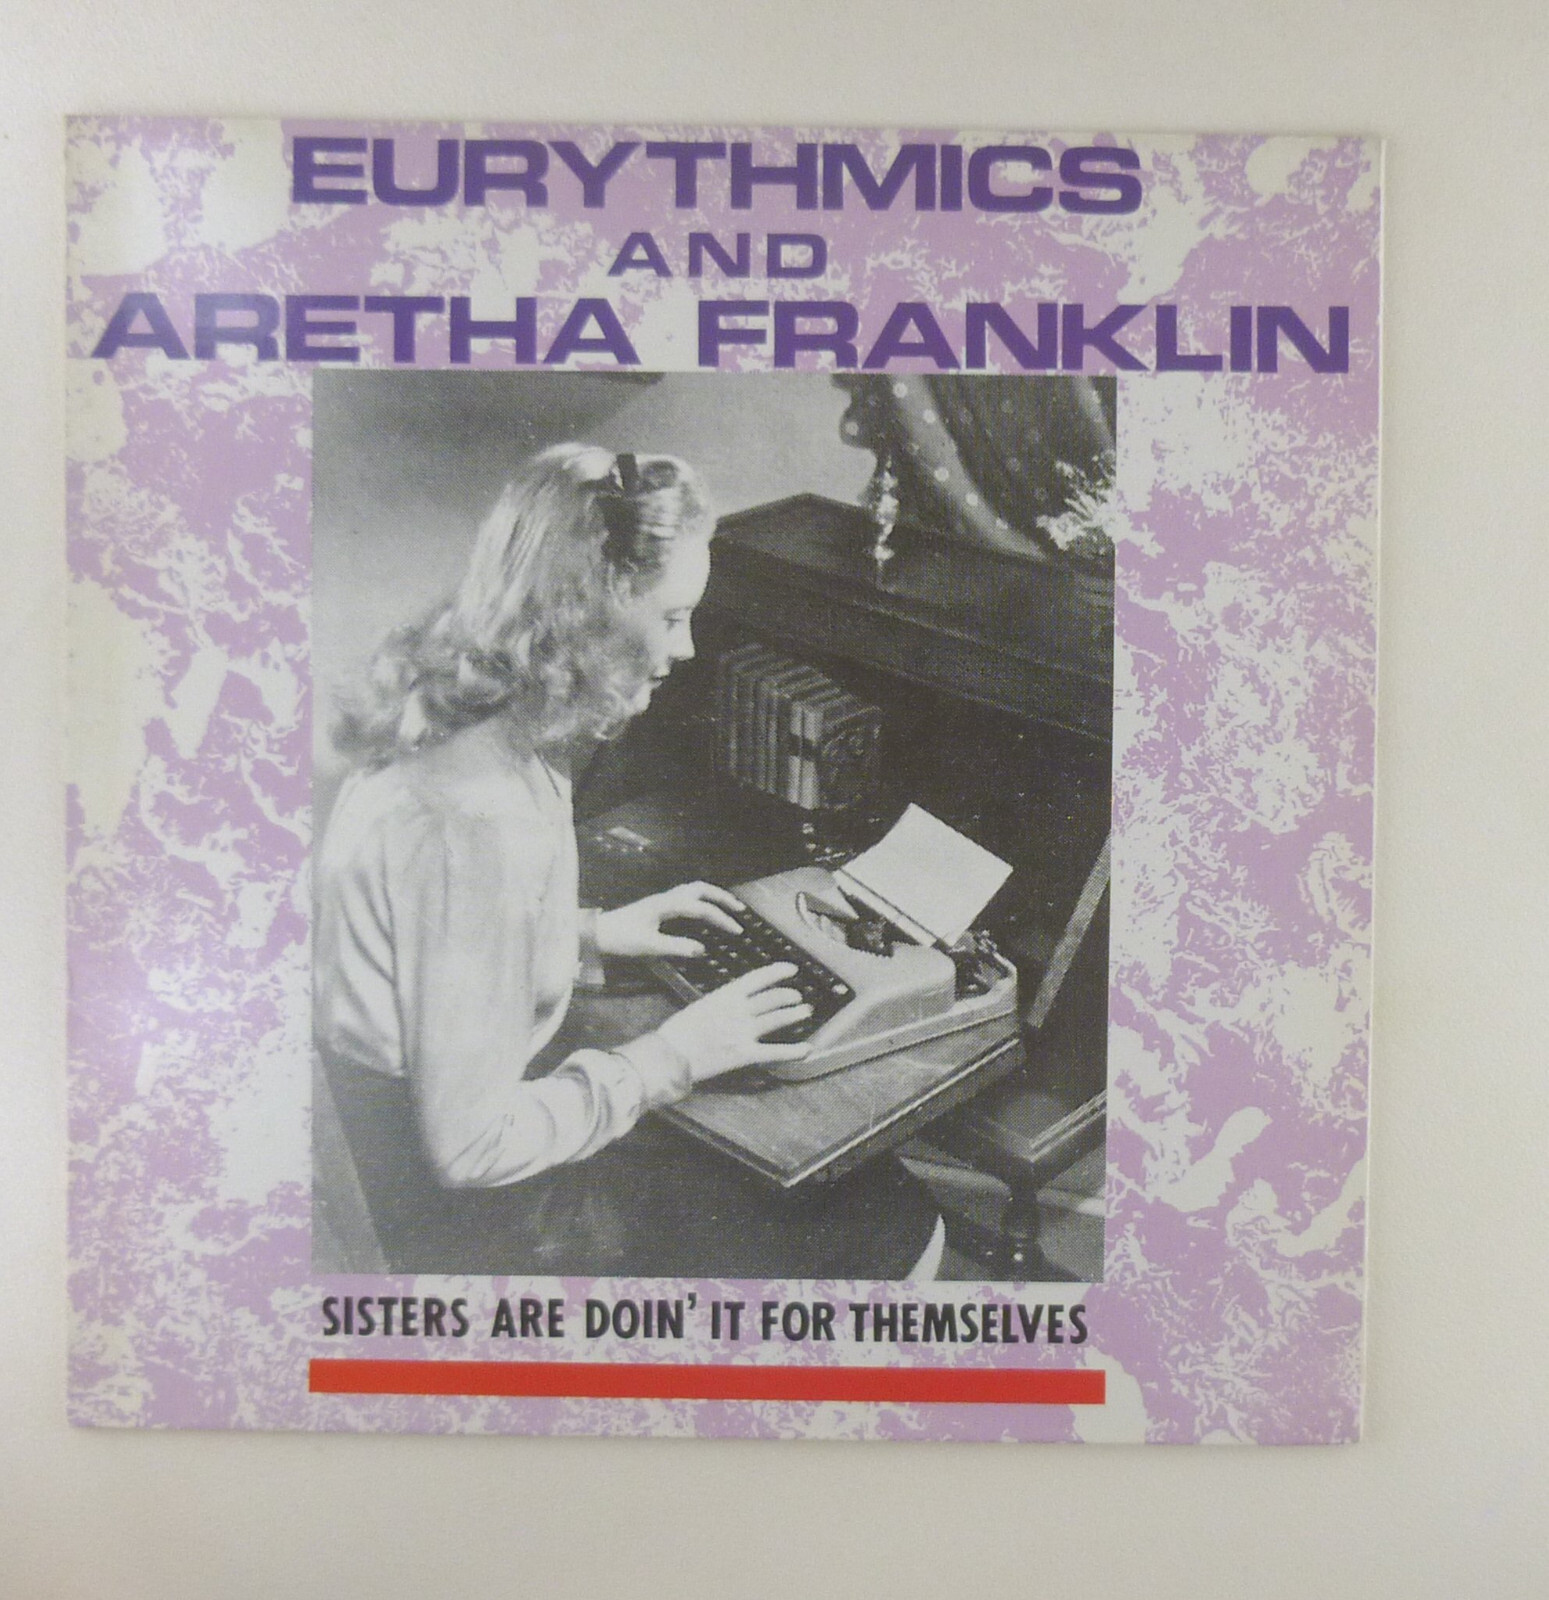 EURYTHMICS
AND
ARETHA FRANKLIN
SISTERS ARE DOIN' IT FOR THEMSELVES